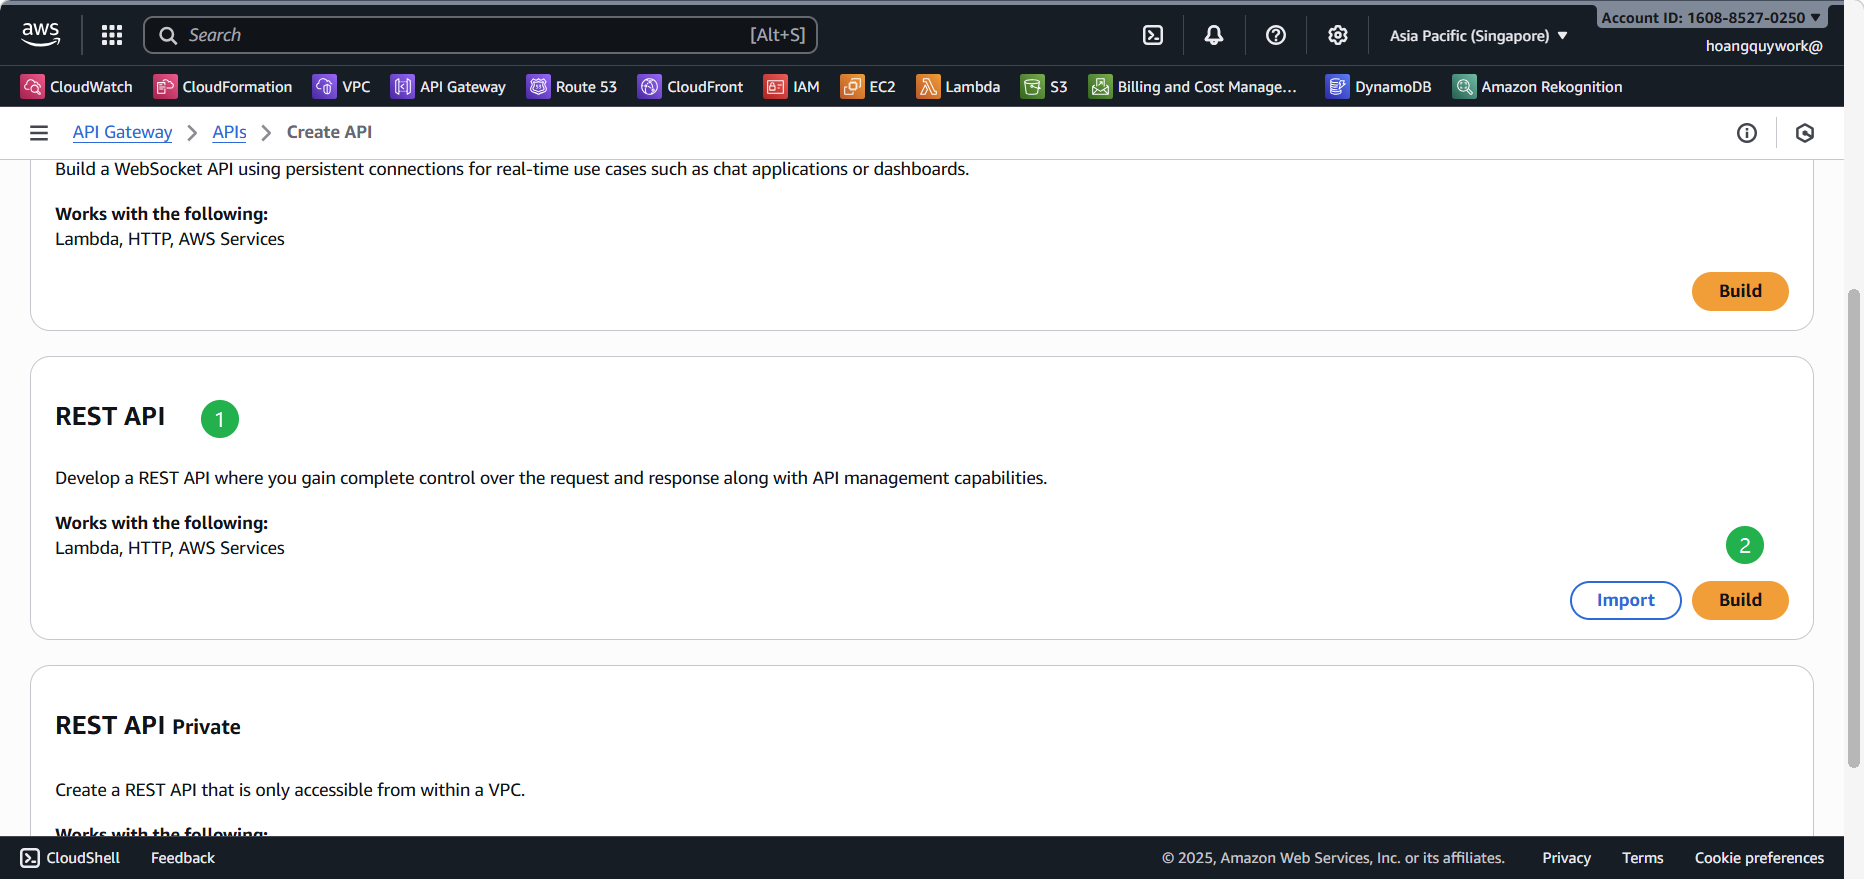 aws
Search [Alt+S]
Asia Pacific (Singapore)
Account ID: 1608-8527-0250
hoangquywork@
CloudWatch CloudFormation VPC API Gateway Route 53 CloudFront IAM EC2 Lambda S3 Billing and Cost Manage... DynamoDB Amazon Rekognition
API Gateway APIs Create API
Build a WebSocket API using persistent connections for real-time use cases such as chat applications or dashboards.
Works with the following:
Lambda, HTTP, AWS Services
Build
REST API 1
Develop a REST API where you gain complete control over the request and response along with API management capabilities.
Works with the following:
Lambda, HTTP, AWS Services
2
Import Build
REST API Private
Create a REST API that is only accessible from within a VPC.
Works with the following:
CloudShell Feedback © 2025, Amazon Web Services, Inc. or its affiliates. Privacy Terms Cookie preferences